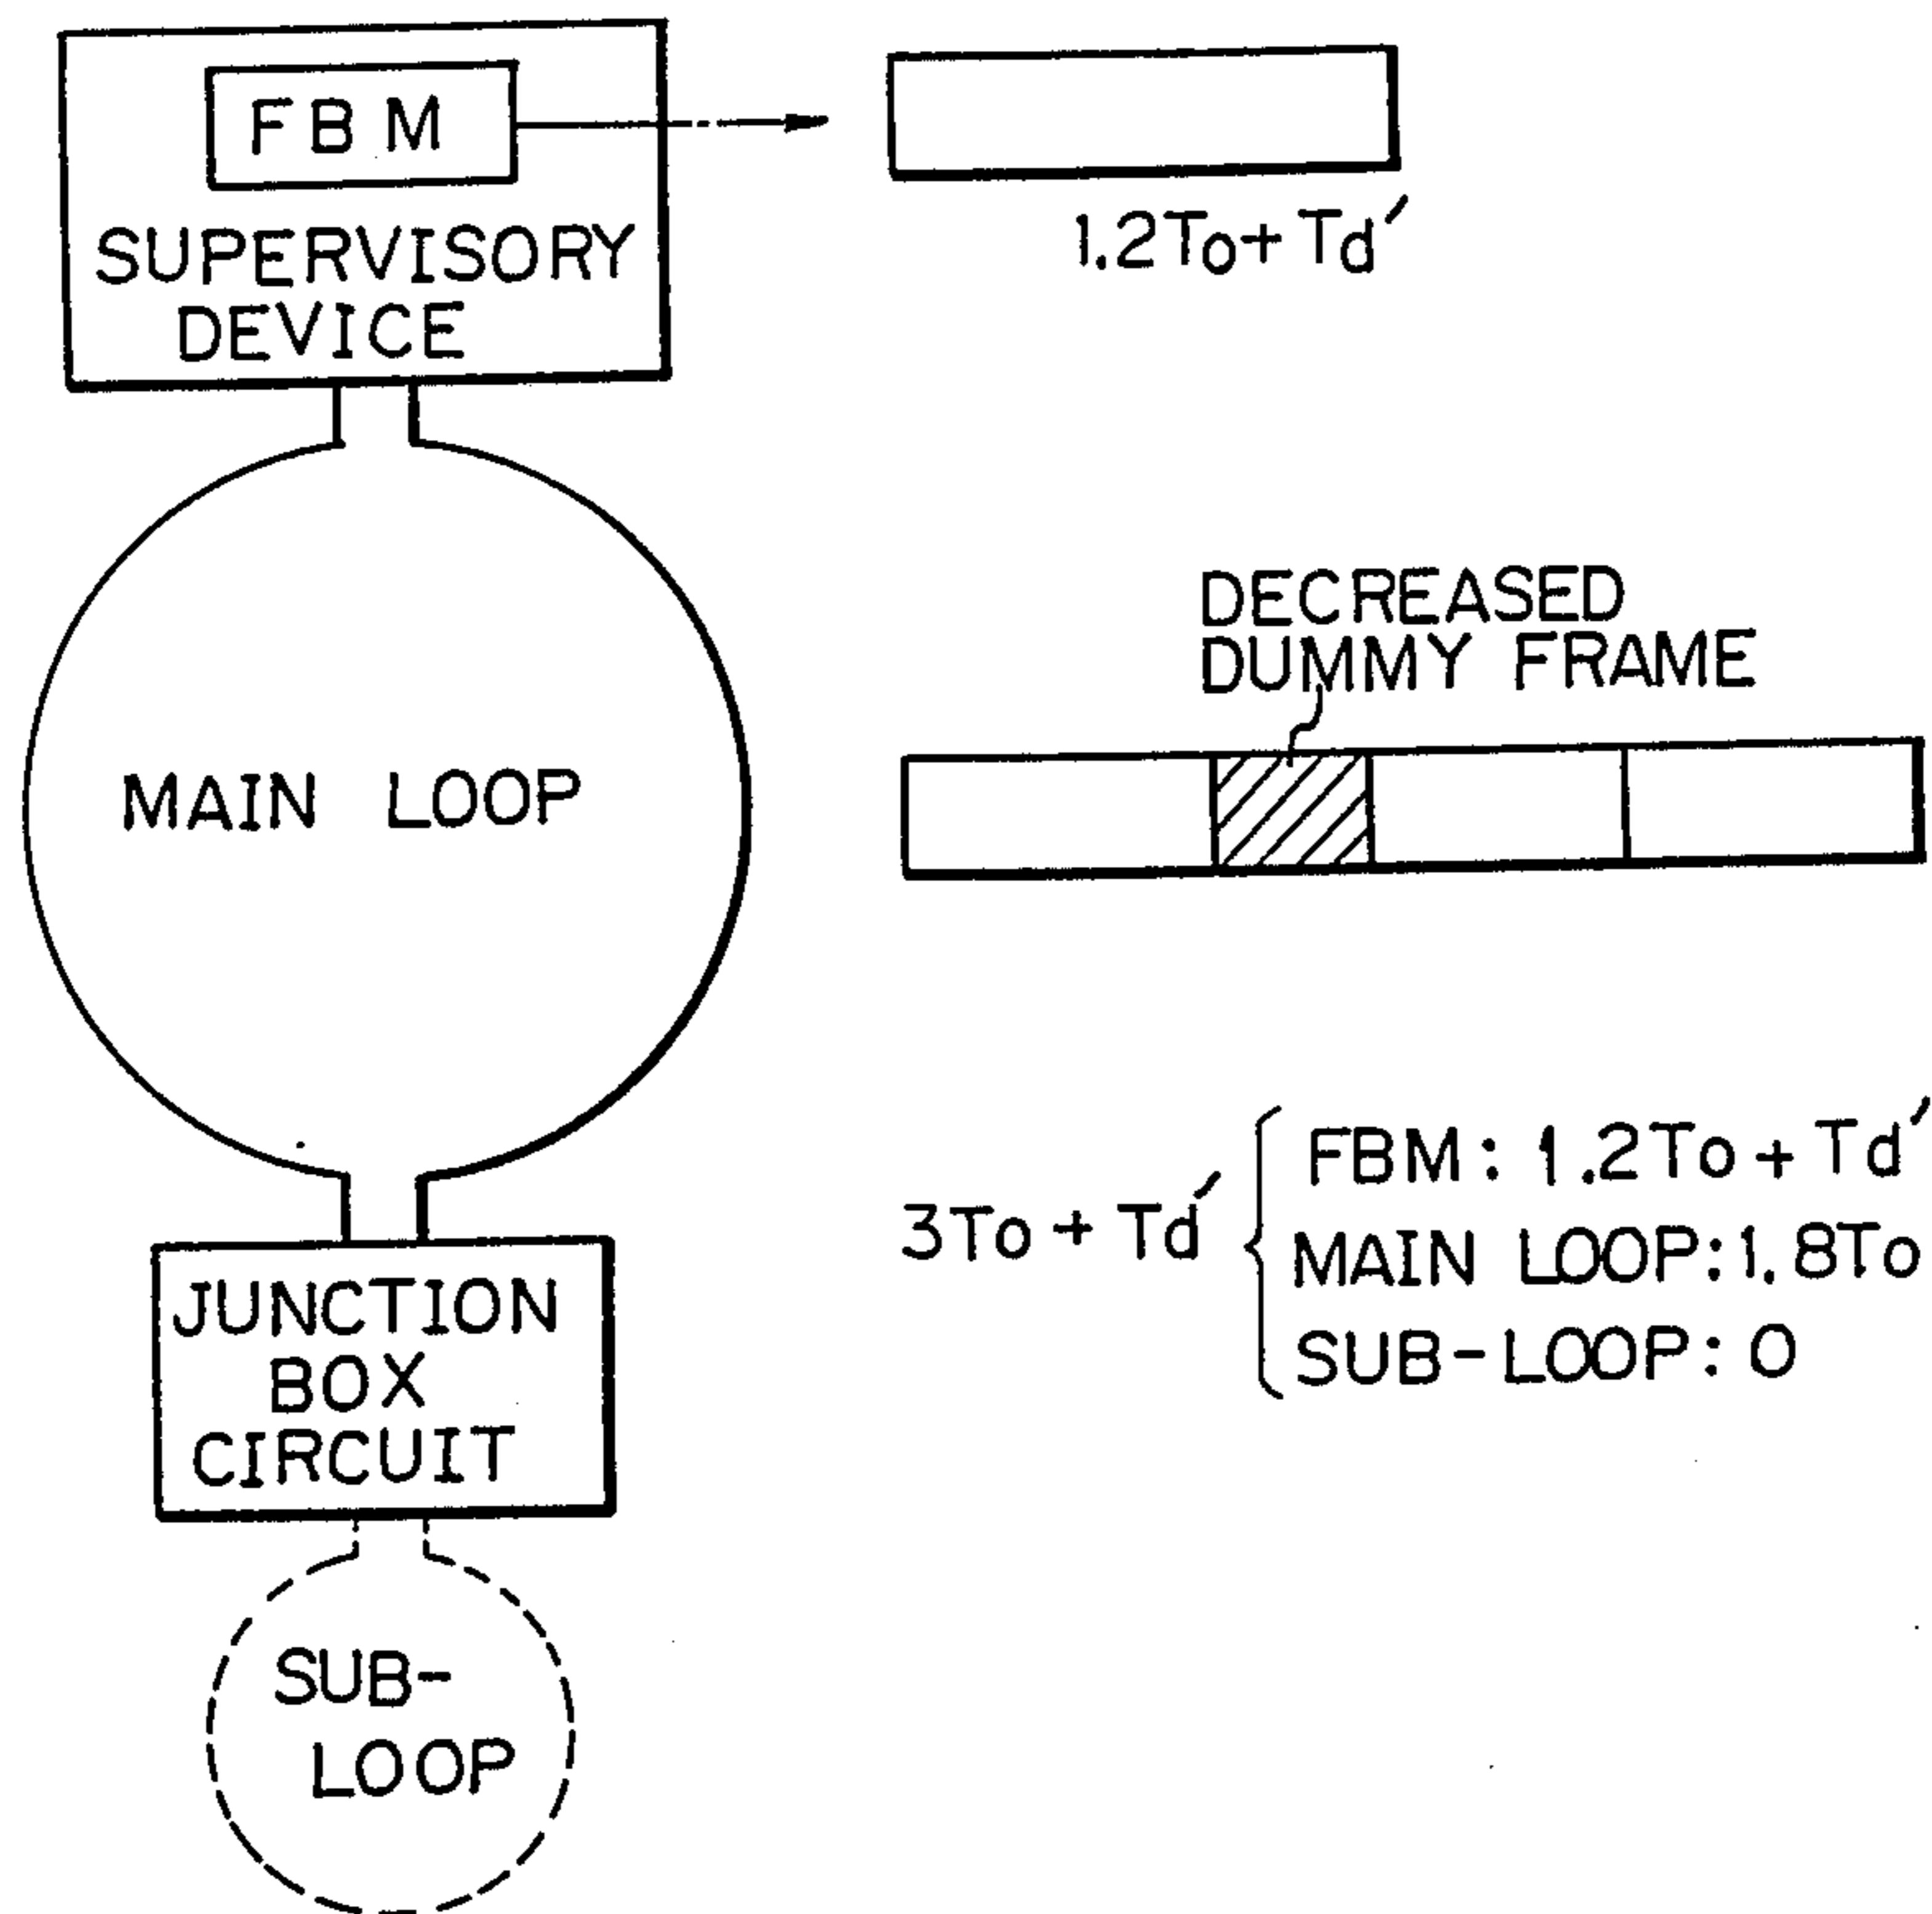 FBM
SUPERVISORY
DEVICE
1.2To+Td′
MAIN LOOP
DECREASED
DUMMY FRAME
3To+Td′
FBM: 1.2To+Td′
MAIN LOOP:1.8To
SUB-LOOP:0
JUNCTION
BOX
CIRCUIT
SUB-
LOOP